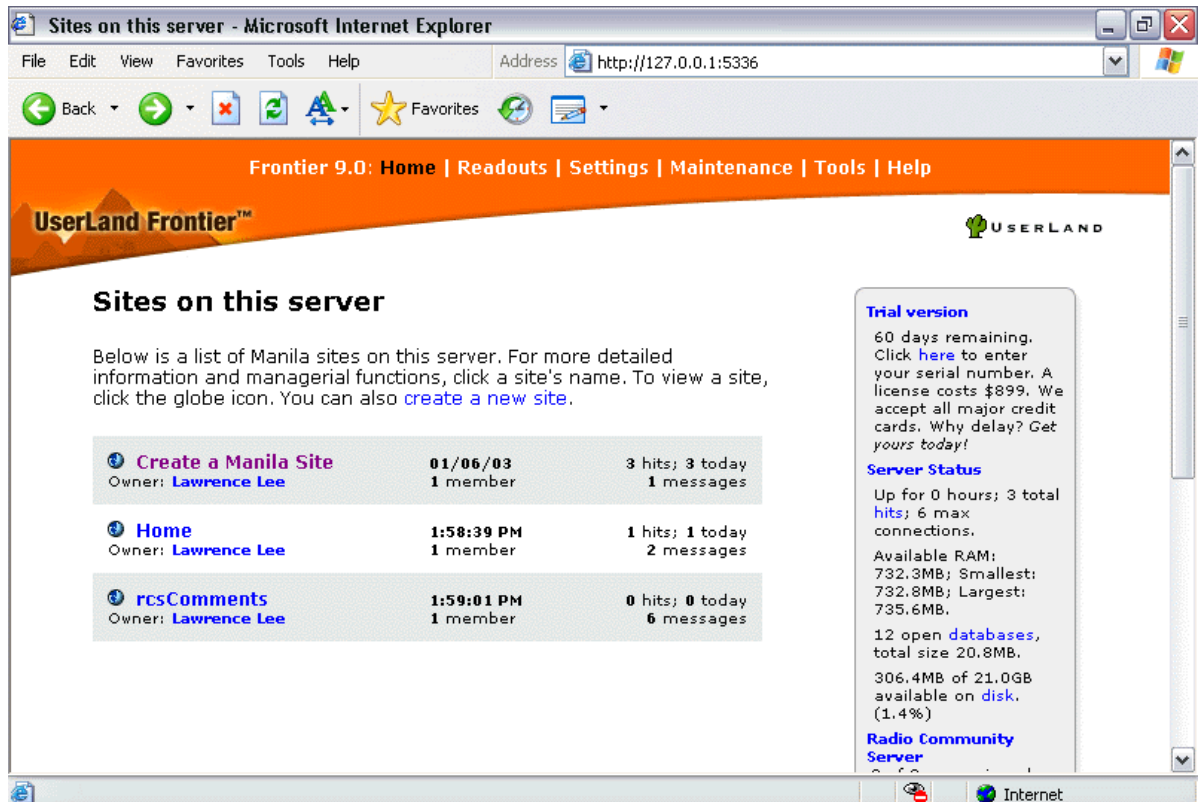 Sites on this server - Microsoft Internet Explorer
File Edit View Favorites Tools Help Address http://127.0.0.1:5336
Back Favorites
Frontier 9.0: Home | Readouts | Settings | Maintenance | Tools | Help
UserLand Frontier™
USERLAND
Sites on this server
Below is a list of Manila sites on this server. For more detailed
information and managerial functions, click a site's name. To view a site,
click the globe icon. You can also create a new site.
Create a Manila Site 01/06/03 3 hits; 3 today
Owner: Lawrence Lee 1 member 1 messages
Home 1:58:39 PM 1 hits; 1 today
Owner: Lawrence Lee 1 member 2 messages
rcsComments 1:59:01 PM 0 hits; 0 today
Owner: Lawrence Lee 1 member 6 messages
Trial version
60 days remaining.
Click here to enter
your serial number. A
license costs $899. We
accept all major credit
cards. Why delay? Get
yours today!
Server Status
Up for 0 hours; 3 total
hits; 6 max
connections.
Available RAM:
732.3MB; Smallest:
732.8MB; Largest:
735.6MB.
12 open databases,
total size 20.8MB.
306.4MB of 21.0GB
available on disk.
(1.4%)
Radio Community
Server
Internet